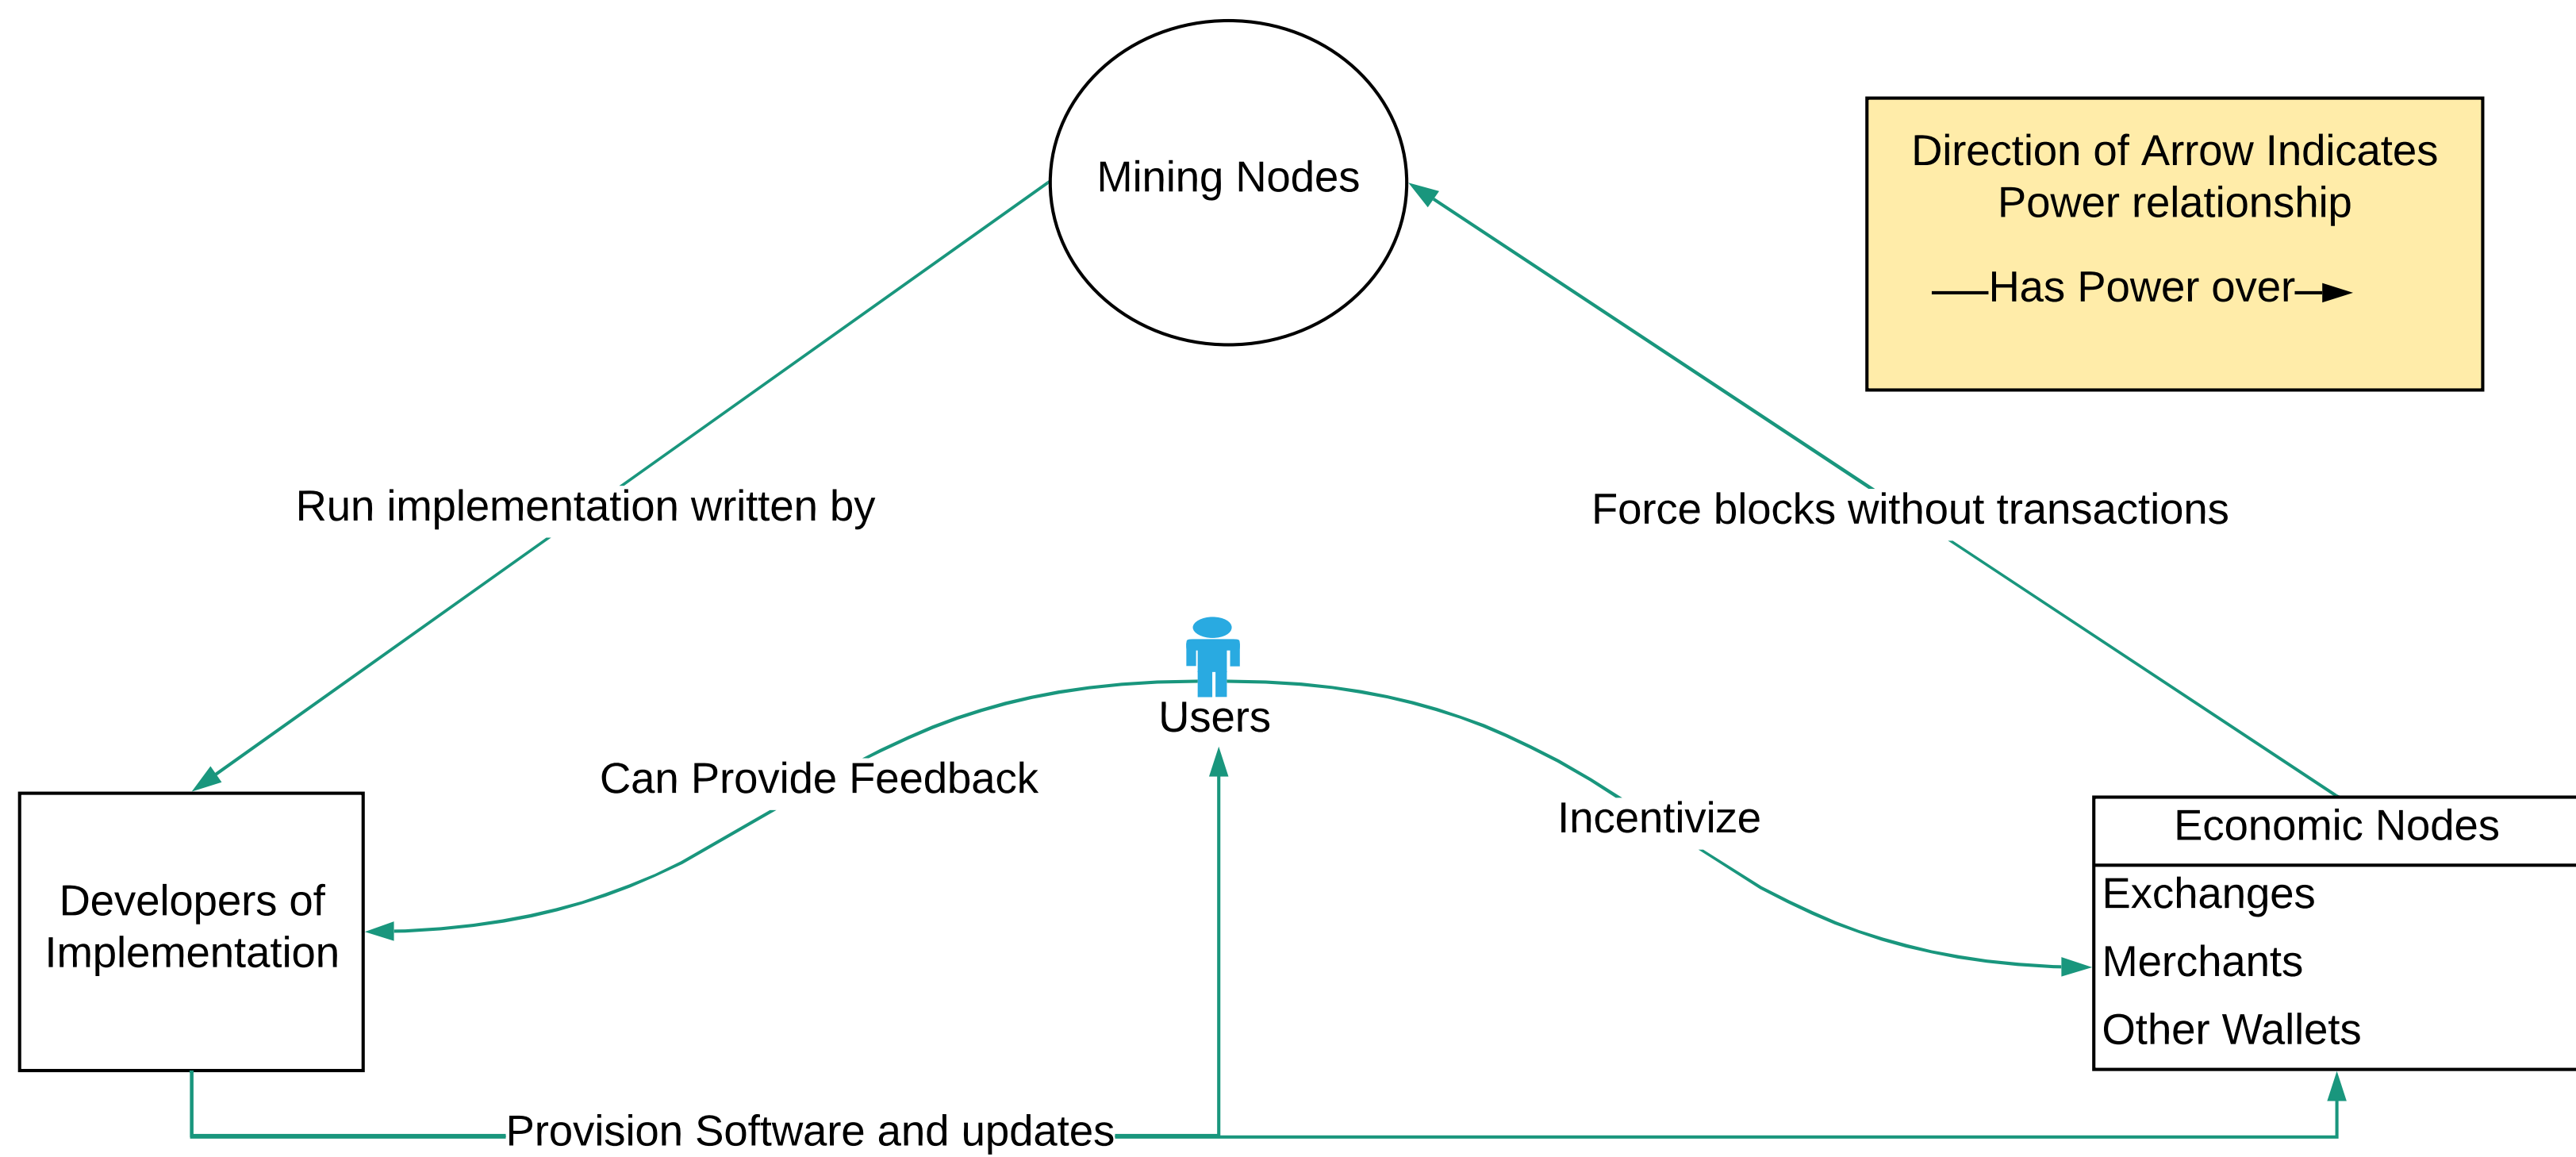 Mining Nodes
Direction of Arrow Indicates
Power relationship
Has Power over
Run implementation written by
Force blocks without transactions
Users
Can Provide Feedback
Incentivize
Developers of
Implementation
Economic Nodes
Exchanges
Merchants
Other Wallets
Provision Software and updates